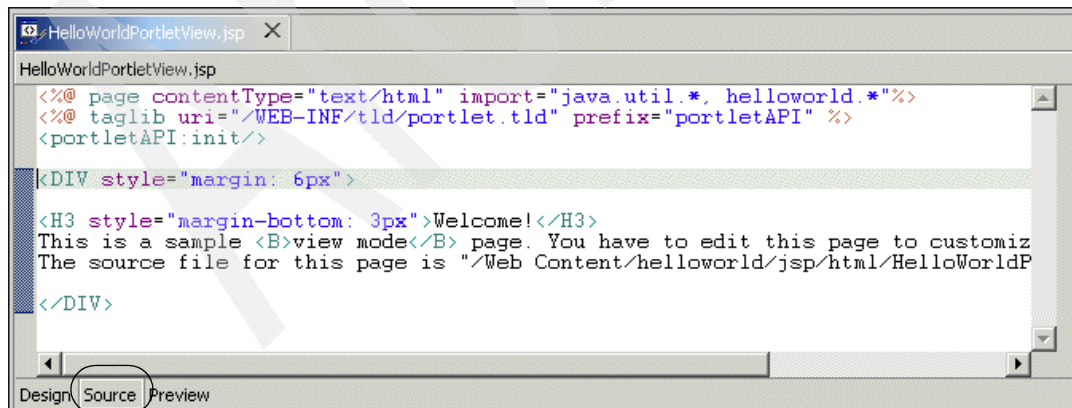 HelloWorldPortletView.jsp
HelloWorldPortletView.jsp
<%@ page contentType="text/html" import="java.util.*, helloworld.*"%>
<%@ taglib uri="/WEB-INF/tld/portlet.tld" prefix="portletAPI" %>
<portletAPI:init/>
<DIV style="margin: 6px">
<H3 style="margin-bottom: 3px">Welcome!</H3>
This is a sample <B>view mode</B> page. You have to edit this page to customiz
The source file for this page is "/Web Content/helloworld/jsp/html/HelloWorldP
</DIV>
Design Source Preview